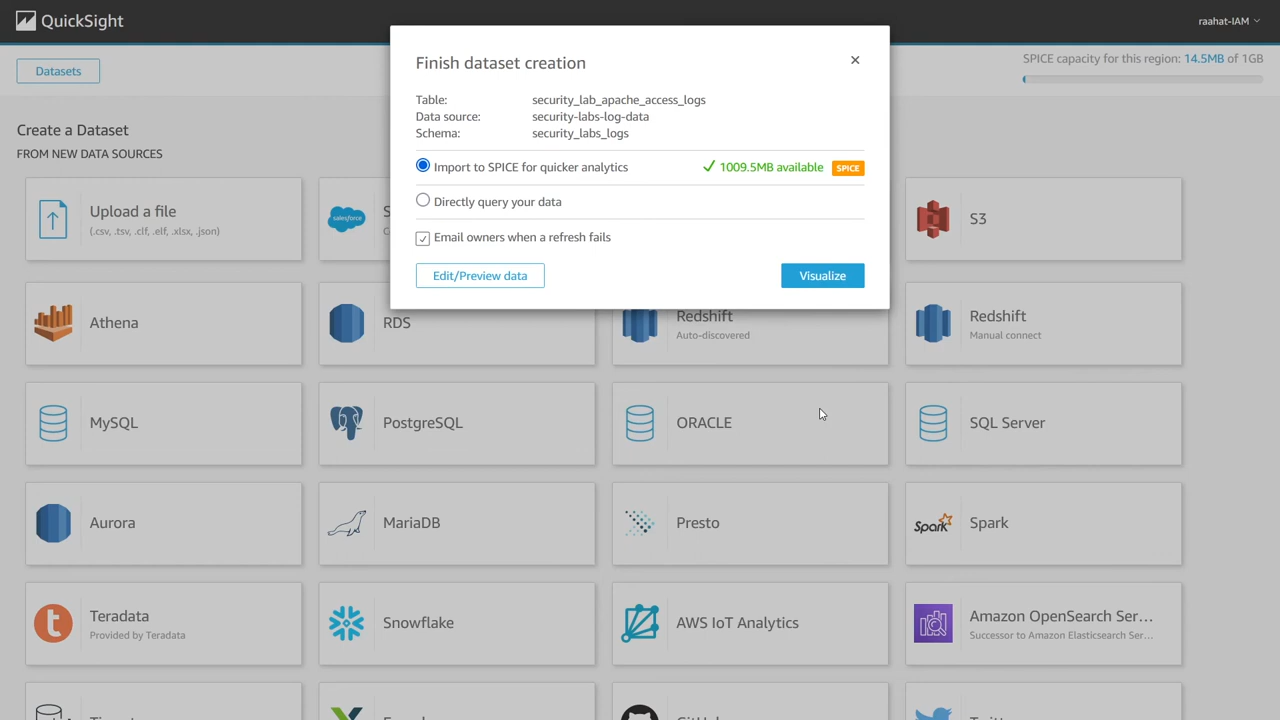 QuickSight
raahat-IAM
Datasets
SPICE capacity for this region: 14.5MB of 1GB
Finish dataset creation
Table: security_lab_apache_access_logs
Data source: security-labs-log-data
Schema: security_labs_logs
Import to SPICE for quicker analytics 1009.5MB available SPICE
Directly query your data
Email owners when a refresh fails
Edit/Preview data Visualize
Create a Dataset
FROM NEW DATA SOURCES
Upload a file
(.csv, .tsv, .clf, .elf, .xlsx, .json)
salesforce
S3
Athena
RDS
Redshift
Auto-discovered
Redshift
Manual connect
MySQL
PostgreSQL
ORACLE
SQL Server
Aurora
MariaDB
Presto
Spark
Spark
Teradata
Provided by Teradata
Snowflake
AWS IoT Analytics
Amazon OpenSearch Ser...
Successor to Amazon Elasticsearch Ser...